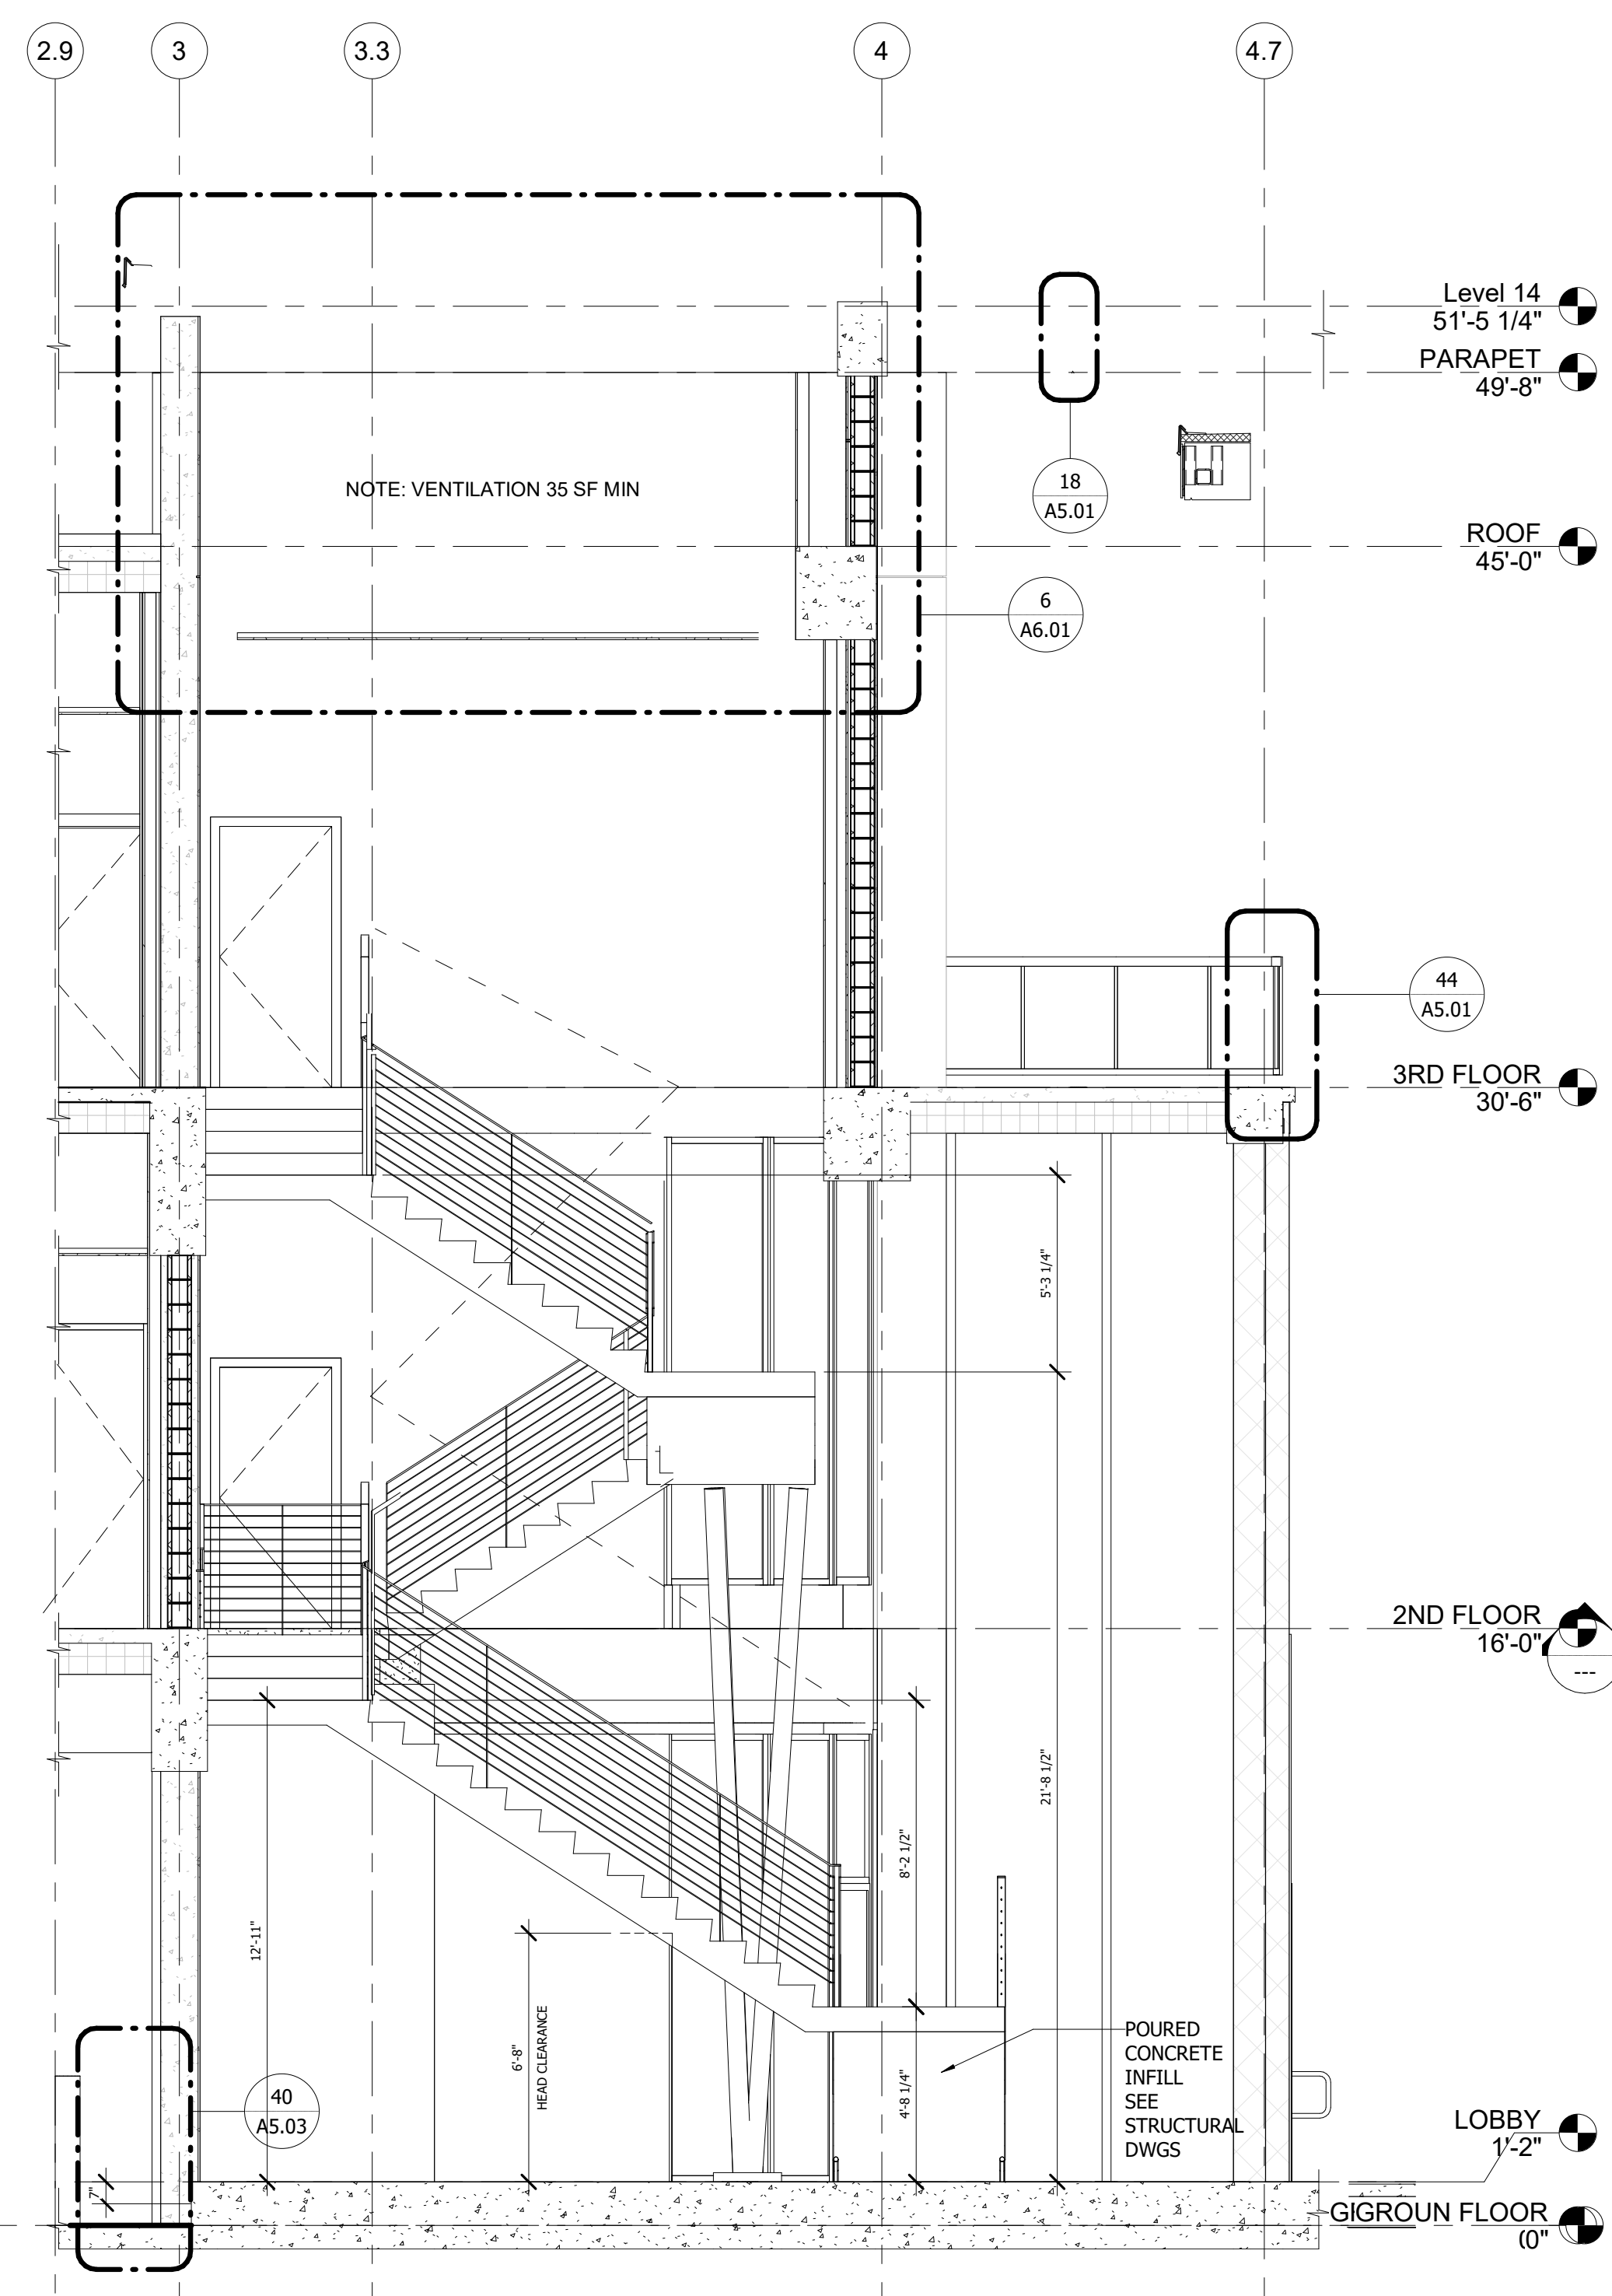 2.9
3
3.3
4
4.7
Level 14
51'-5 1/4"
PARAPET
49'-8"
18
A5.01
NOTE: VENTILATION 35 SF MIN
ROOF
45'-0"
6
A6.01
44
A5.01
3RD FLOOR
30'-6"
5'-3 1/4"
2ND FLOOR
16'-0"
---
21'-8 1/2"
8'-2 1/2"
12'-11"
6'-8"
HEAD CLEARANCE
4'-8 1/4"
POURED
CONCRETE
INFILL
SEE
STRUCTURAL
DWGS
40
A5.03
7"
LOBBY
1'-2"
FLOOR